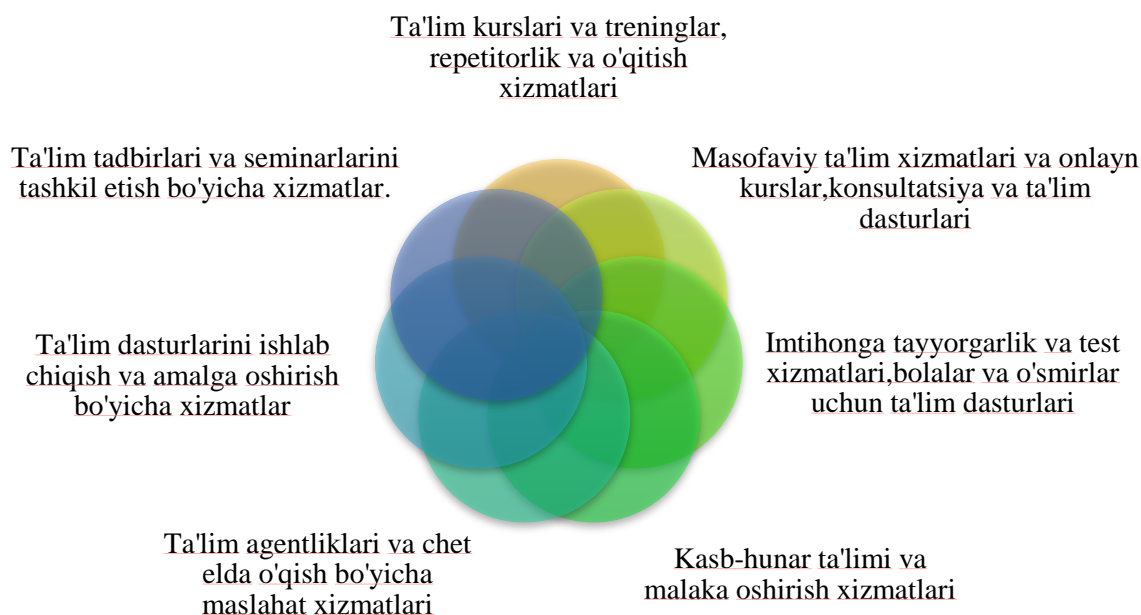 Ta'lim kurslari va treninglar,
repetitorlik va o'qitish
xizmatlari
Masofaviy ta'lim xizmatlari va onlayn
kurslar,konsultatsiya va ta'lim
dasturlari
Imtihonga tayyorgarlik va test
xizmatlari,bolalar va o'smirlar
uchun ta'lim dasturlari
Kasb-hunar ta'limi va
malaka oshirish xizmatlari
Ta'lim agentliklari va chet
elda o'qish bo'yicha
maslahat xizmatlari
Ta'lim dasturlarini ishlab
chiqish va amalga oshirish
bo'yicha xizmatlar
Ta'lim tadbirlari va seminarlarini
tashkil etish bo'yicha xizmatlar.